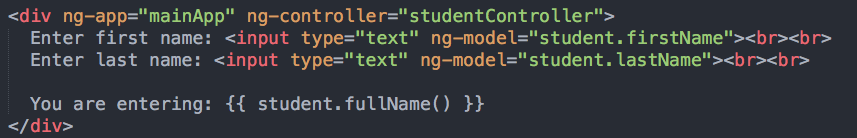 <div ng-app="mainApp" ng-controller="studentController">
Enter first name: <input type="text" ng-model="student.firstName"><br><br>
Enter last name: <input type="text" ng-model="student.lastName"><br><br>
You are entering: {{ student.fullName() }}
</div>